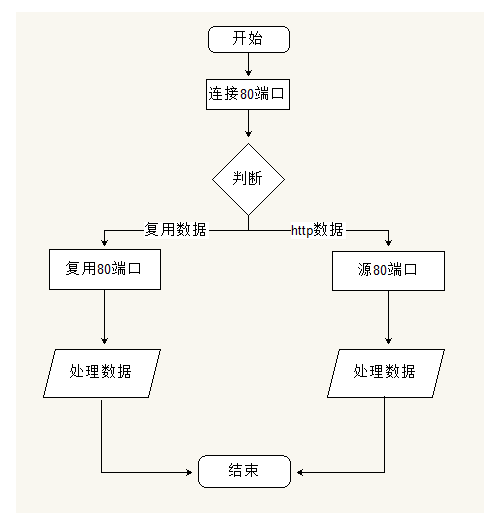 开始
连接80端口
判断
复用数据
http数据
复用80端口
源80端口
处理数据
处理数据
结束